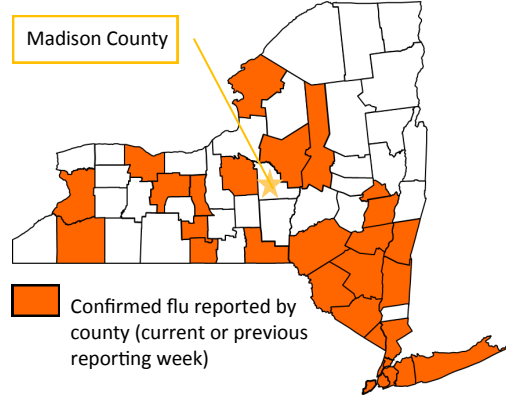 Madison County
Confirmed flu reported by
county (current or previous
reporting week)